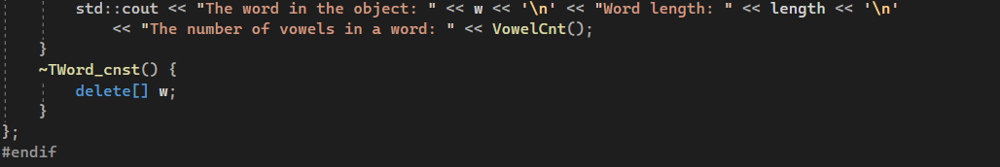 std::cout << "The word in the object: " << w << '\n' << "Word length: " << length << '\n'
<< "The number of vowels in a word: " << VowelCnt();
}
~TWord_cnst() {
delete[] w;
}
};
#endif